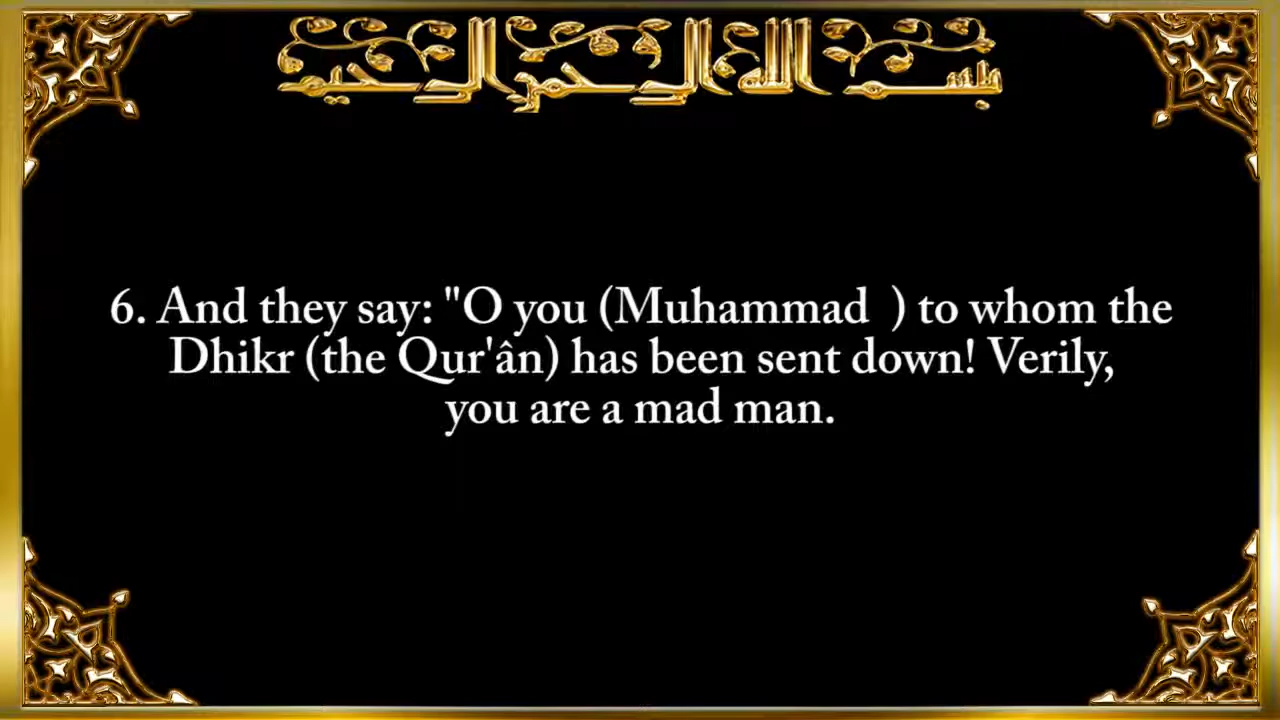 بسم الله الرحمن الرحيم
6. And they say: "O you (Muhammad  ) to whom the
Dhikr (the Qur'ân) has been sent down! Verily,
you are a mad man.